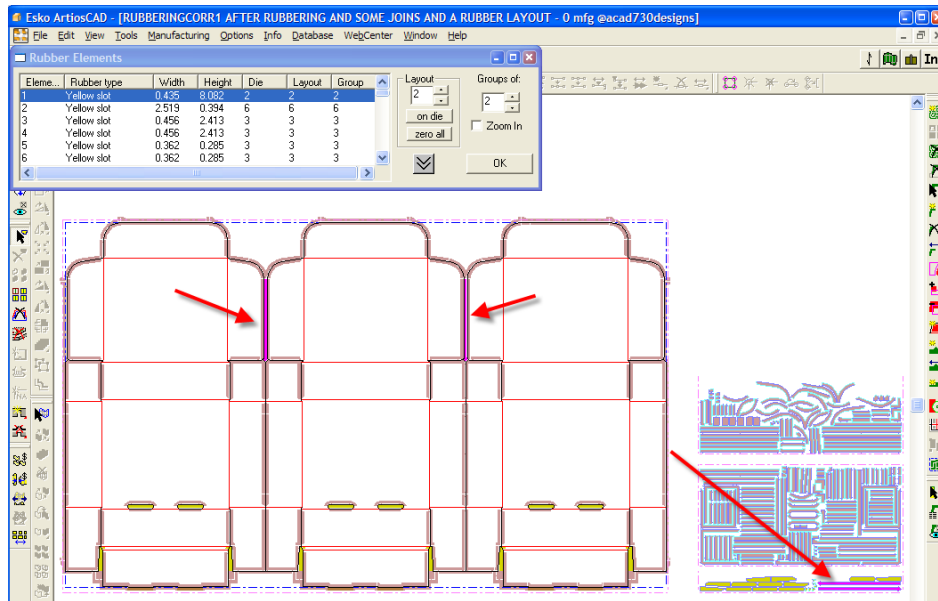 Esko ArtiosCAD - [RUBBERINGCORR1 AFTER RUBBERING AND SOME JOINS AND A RUBBER LAYOUT - 0 mfg @acad730designs]
File Edit View Tools Manufacturing Options Info Database WebCenter Window Help
Rubber Elements
Eleme... Rubber type Width Height Die Layout Group
1 Yellow slot 0.435 8.082 2 2 2
2 Yellow slot 2.519 0.394 6 6 6
3 Yellow slot 0.456 2.413 3 3 3
4 Yellow slot 0.456 2.413 3 3 3
5 Yellow slot 0.362 0.285 3 3 3
6 Yellow slot 0.362 0.285 3 3 3
Layout
2
on die
zero all
Groups of:
2
Zoom In
OK
In